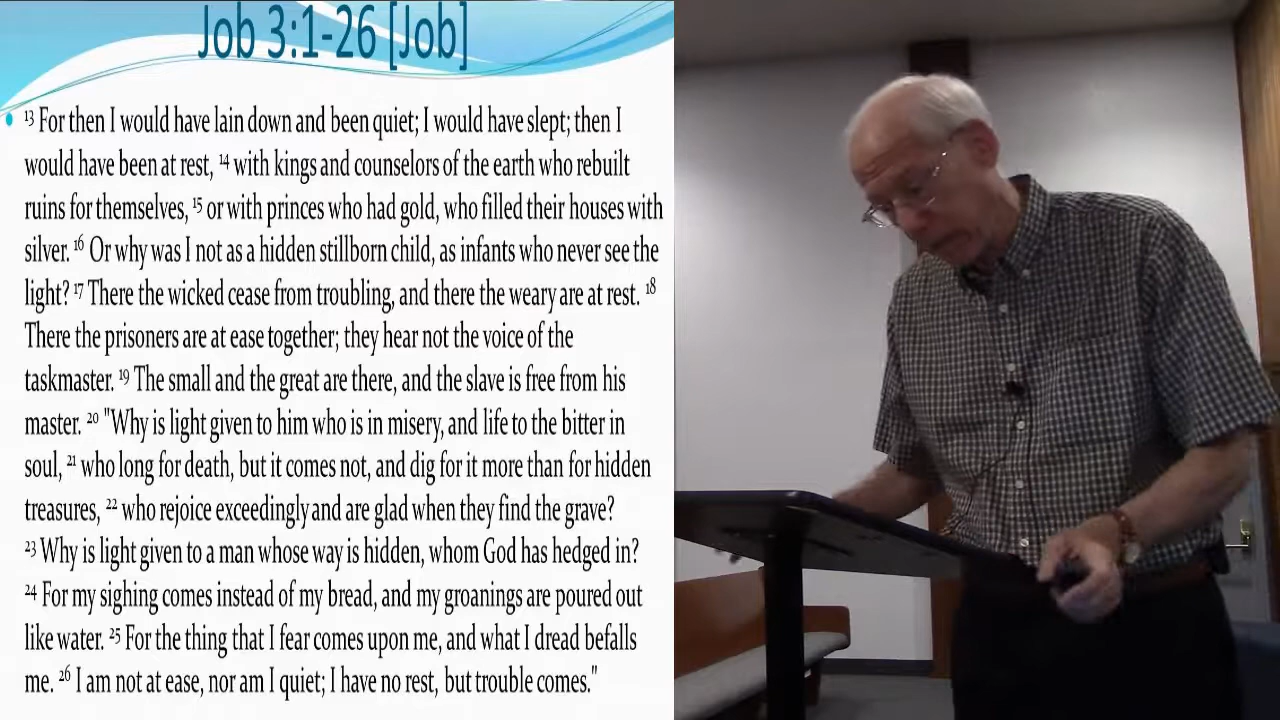 Job 3:1-26 [Job]
• ¹³ For then I would have lain down and been quiet; I would have slept; then I
would have been at rest, ¹⁴ with kings and counselors of the earth who rebuilt
ruins for themselves, ¹⁵ or with princes who had gold, who filled their houses with
silver. ¹⁶ Or why was I not as a hidden stillborn child, as infants who never see the
light? ¹⁷ There the wicked cease from troubling, and there the weary are at rest. ¹⁸
There the prisoners are at ease together; they hear not the voice of the
taskmaster. ¹⁹ The small and the great are there, and the slave is free from his
master. ²⁰ "Why is light given to him who is in misery, and life to the bitter in
soul, ²¹ who long for death, but it comes not, and dig for it more than for hidden
treasures, ²² who rejoice exceedingly and are glad when they find the grave?
²³ Why is light given to a man whose way is hidden, whom God has hedged in?
²⁴ For my sighing comes instead of my bread, and my groanings are poured out
like water. ²⁵ For the thing that I fear comes upon me, and what I dread befalls
me. ²⁶ I am not at ease, nor am I quiet; I have no rest, but trouble comes."